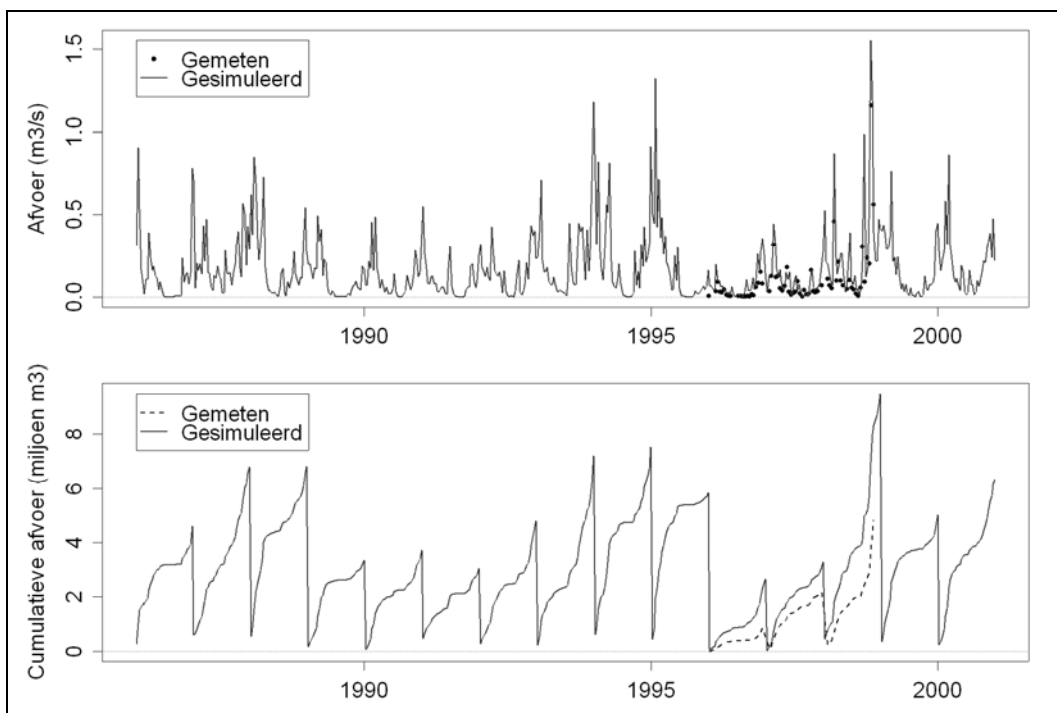 Afvoer (m3/s)
0.0
0.5
1.0
1.5
Gemeten
Gesimuleerd
1990
1995
2000
Cumulatieve afvoer (miljoen m3)
0
2
4
6
8
Gemeten
Gesimuleerd
1990
1995
2000